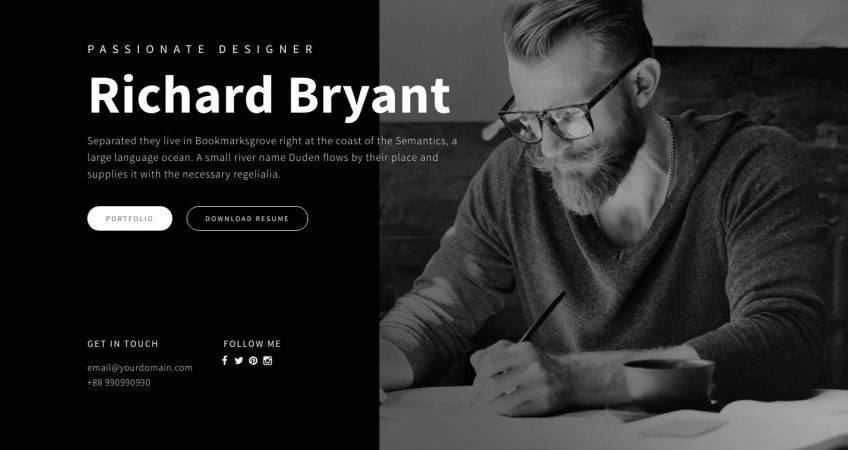 PASSIONATE DESIGNER
Richard Bryant
Separated they live in Bookmarksgrove right at the coast of the Semantics, a
large language ocean. A small river name Duden flows by their place and
supplies it with the necessary regelialia.
PORTFOLIO
DOWNLOAD RESUME
GET IN TOUCH
email@yourdomain.com
+88 990990990
FOLLOW ME